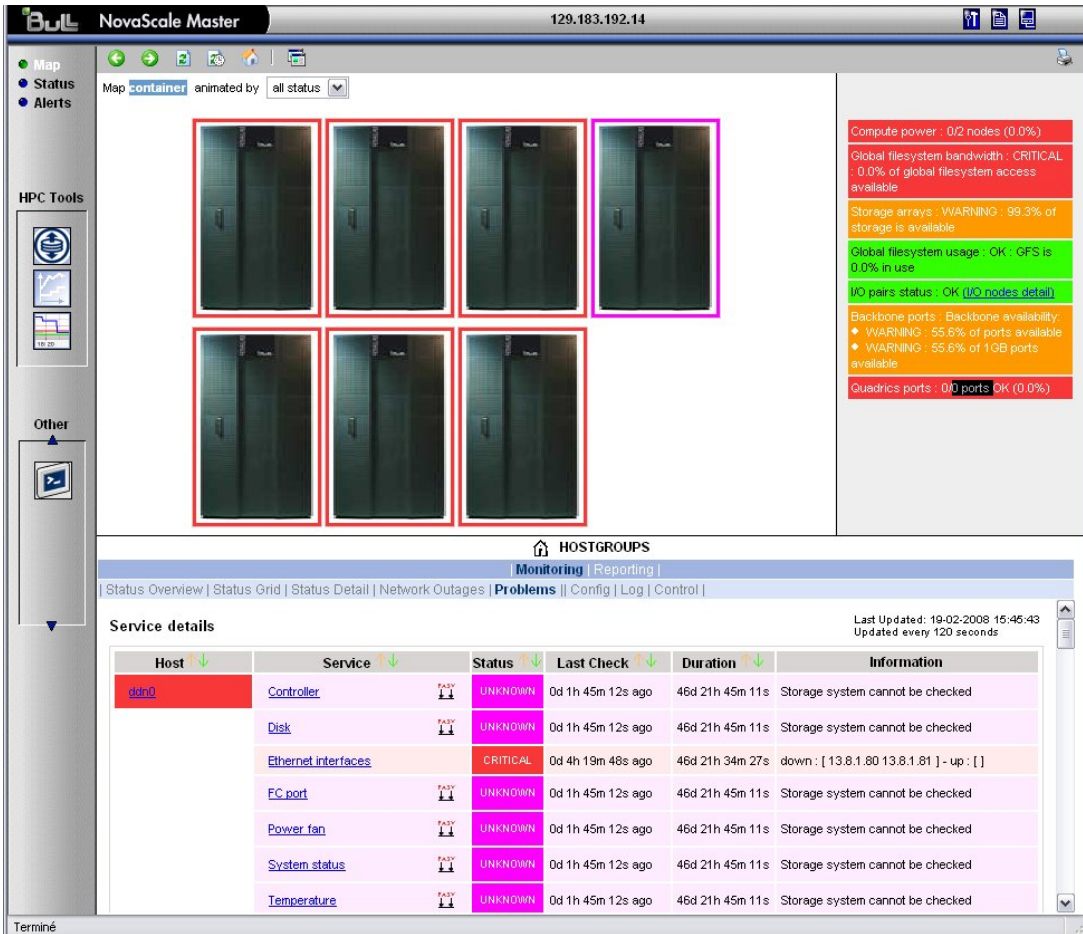 Bull NovaScale Master 129.183.192.14
Map
Status
Alerts
Map container animated by all status
HPC Tools
18:20
Other
Compute power : 0/2 nodes (0.0%)
Global filesystem bandwidth : CRITICAL
: 0.0% of global filesystem access
available
Storage arrays : WARNING : 99.3% of
storage is available
Global filesystem usage : OK : GFS is
0.0% in use
I/O pairs status : OK (I/O nodes detail)
Backbone ports : Backbone availability:
WARNING : 55.6% of ports available
WARNING : 55.6% of 1GB ports
available
Quadrics ports : 0/0 ports OK (0.0%)
HOSTGROUPS
| Monitoring | Reporting |
| Status Overview | Status Grid | Status Detail | Network Outages | Problems || Config | Log | Control |
Service details
Last Updated: 19-02-2008 15:45:43
Updated every 120 seconds
Host Service Status Last Check Duration Information
ddn0 Controller PASV UNKNOWN 0d 1h 45m 12s ago 46d 21h 45m 11s Storage system cannot be checked
Disk PASV UNKNOWN 0d 1h 45m 12s ago 46d 21h 45m 11s Storage system cannot be checked
Ethernet interfaces CRITICAL 0d 4h 19m 48s ago 46d 21h 34m 27s down : [ 13.8.1.80 13.8.1.81 ] - up : [ ]
FC port PASV UNKNOWN 0d 1h 45m 12s ago 46d 21h 45m 11s Storage system cannot be checked
Power fan PASV UNKNOWN 0d 1h 45m 12s ago 46d 21h 45m 11s Storage system cannot be checked
System status PASV UNKNOWN 0d 1h 45m 12s ago 46d 21h 45m 11s Storage system cannot be checked
Temperature PASV UNKNOWN 0d 1h 45m 12s ago 46d 21h 45m 11s Storage system cannot be checked
Terminé